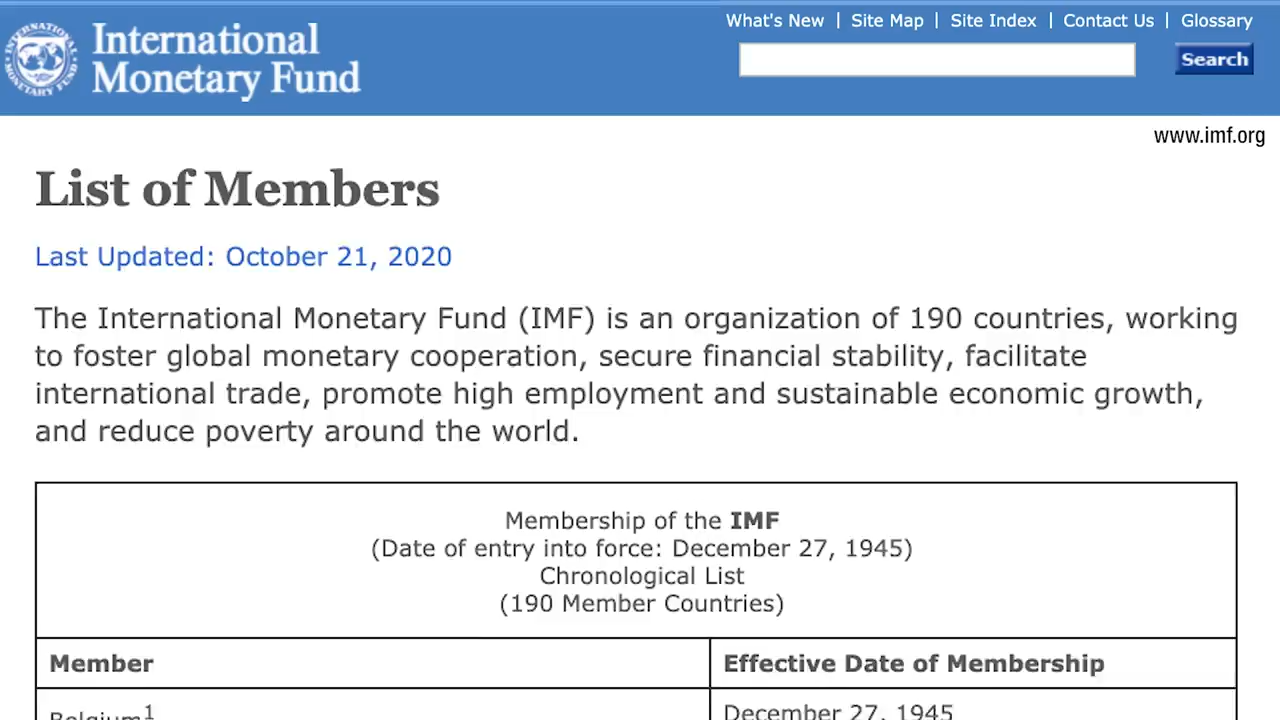 What's New | Site Map | Site Index | Contact Us | Glossary
International
Monetary Fund
INTERNATIONAL MONETARY FUND
Search
www.imf.org
List of Members
Last Updated: October 21, 2020
The International Monetary Fund (IMF) is an organization of 190 countries, working
to foster global monetary cooperation, secure financial stability, facilitate
international trade, promote high employment and sustainable economic growth,
and reduce poverty around the world.
Membership of the IMF
(Date of entry into force: December 27, 1945)
Chronological List
(190 Member Countries)
Member Effective Date of Membership
Belgium1 December 27, 1945